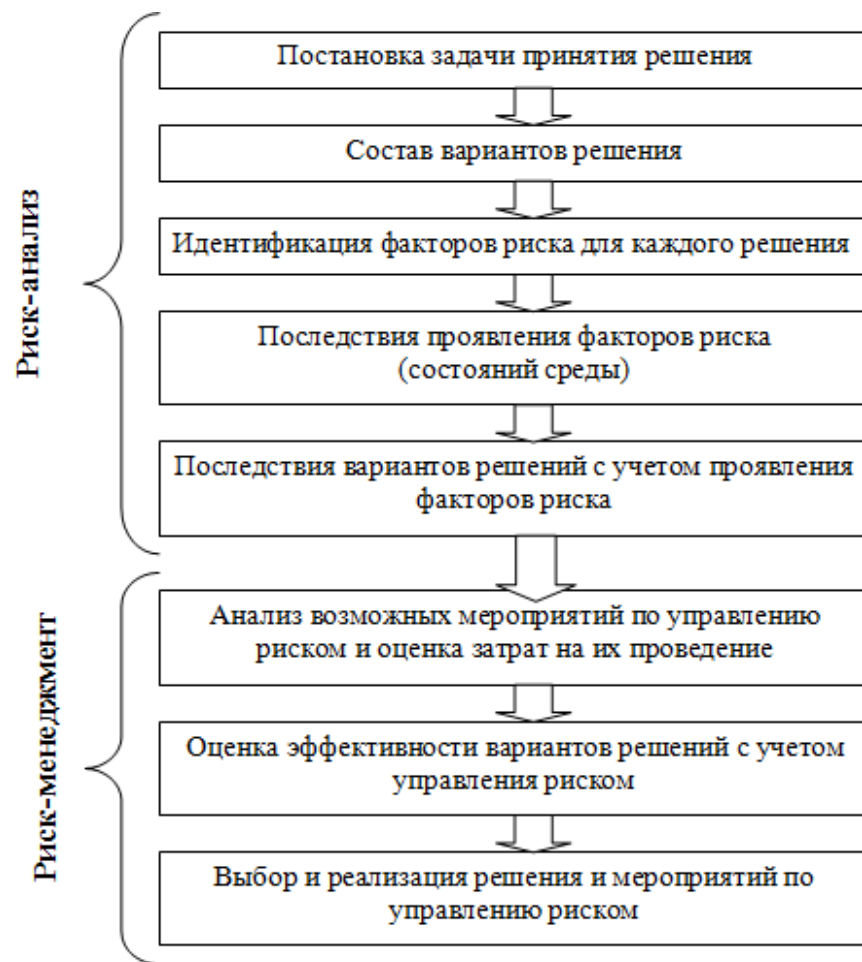 Риск-анализ
Постановка задачи принятия решения
Состав вариантов решения
Идентификация факторов риска для каждого решения
Последствия проявления факторов риска
(состояний среды)
Последствия вариантов решений с учетом проявления
факторов риска
Риск-менеджмент
Анализ возможных мероприятий по управлению
риском и оценка затрат на их проведение
Оценка эффективности вариантов решений с учетом
управления риском
Выбор и реализация решения и мероприятий по
управлению риском